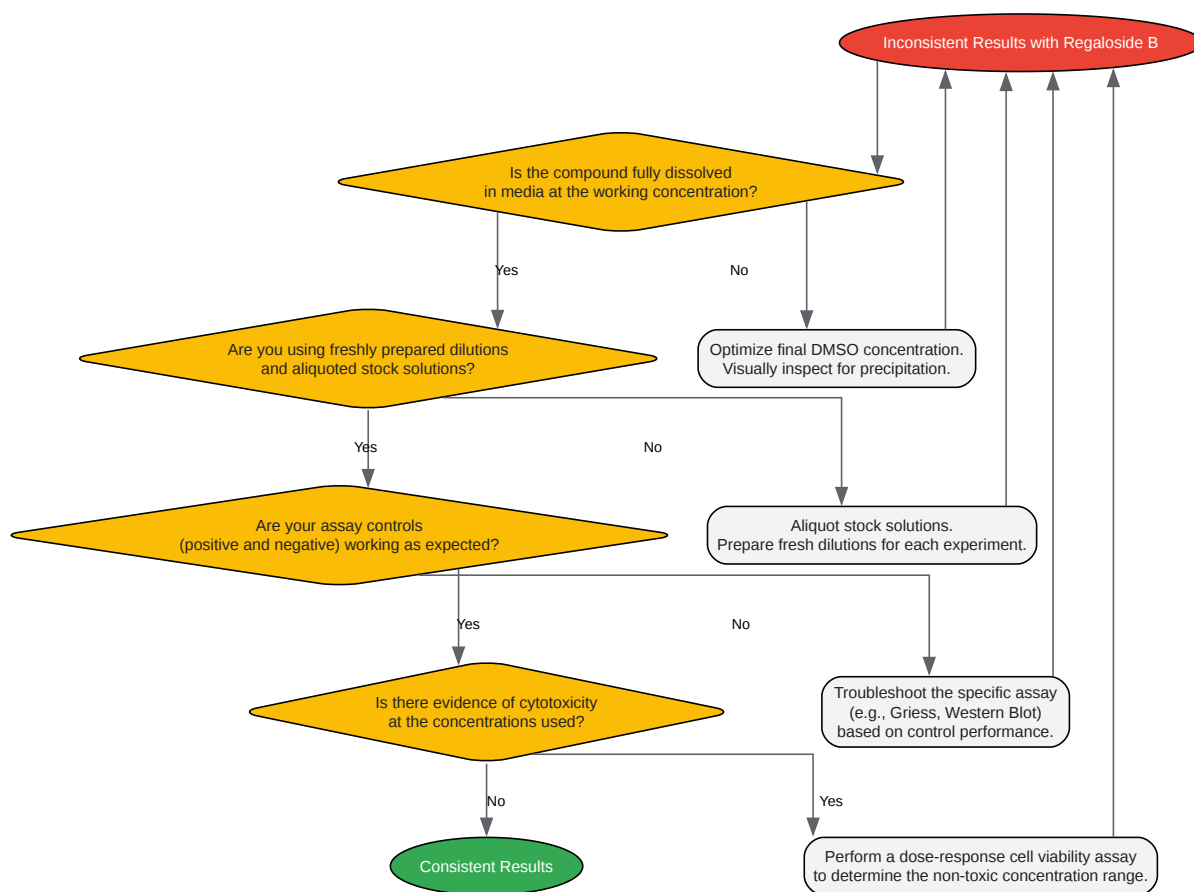 Inconsistent Results with Regaloside B
Is the compound fully dissolved
in media at the working concentration?
Yes
No
Are you using freshly prepared dilutions
and aliquoted stock solutions?
Optimize final DMSO concentration.
Visually inspect for precipitation.
Yes
No
Are your assay controls
(positive and negative) working as expected?
Aliquot stock solutions.
Prepare fresh dilutions for each experiment.
Yes
No
Is there evidence of cytotoxicity
at the concentrations used?
Troubleshoot the specific assay
(e.g., Griess, Western Blot)
based on control performance.
No
Yes
Consistent Results
Perform a dose-response cell viability assay
to determine the non-toxic concentration range.